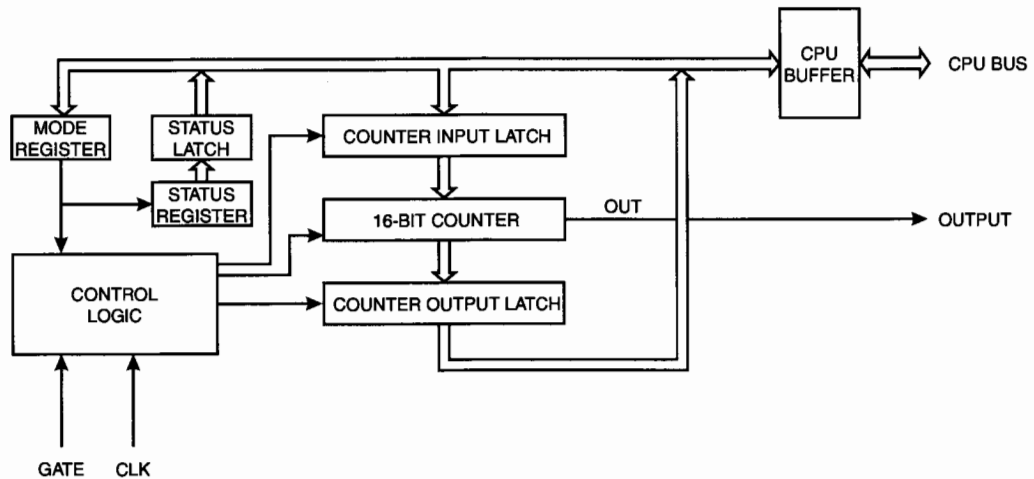 CPU
BUFFER
CPU BUS
MODE
REGISTER
STATUS
LATCH
COUNTER INPUT LATCH
STATUS
REGISTER
16-BIT COUNTER
OUT
OUTPUT
CONTROL
LOGIC
COUNTER OUTPUT LATCH
GATE
CLK